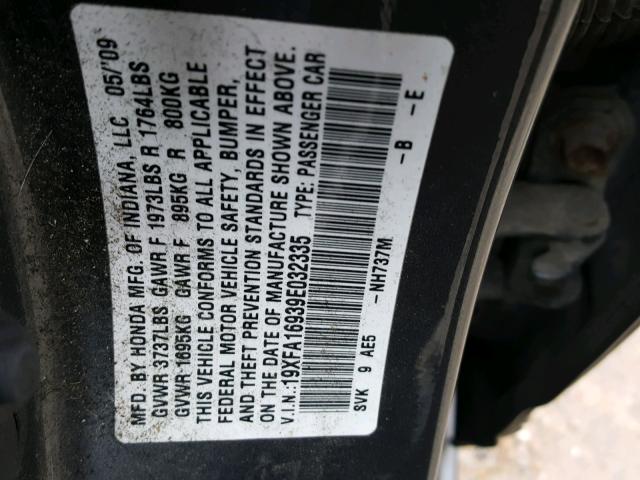 MFD. BY HONDA MFG. OF INDIANA, LLC 05/'09
GVWR 3737LBS GAWR F 1973LBS R 1764LBS
GVWR 1695KG GAWR F 895KG R 800KG
THIS VEHICLE CONFORMS TO ALL APPLICABLE
FEDERAL MOTOR VEHICLE SAFETY, BUMPER,
AND THEFT PREVENTION STANDARDS IN EFFECT
ON THE DATE OF MANUFACTURE SHOWN ABOVE.
V.I.N.:19XFA16939E032335 TYPE: PASSENGER CAR
SVK 9 AE5 -NH737M -B -E